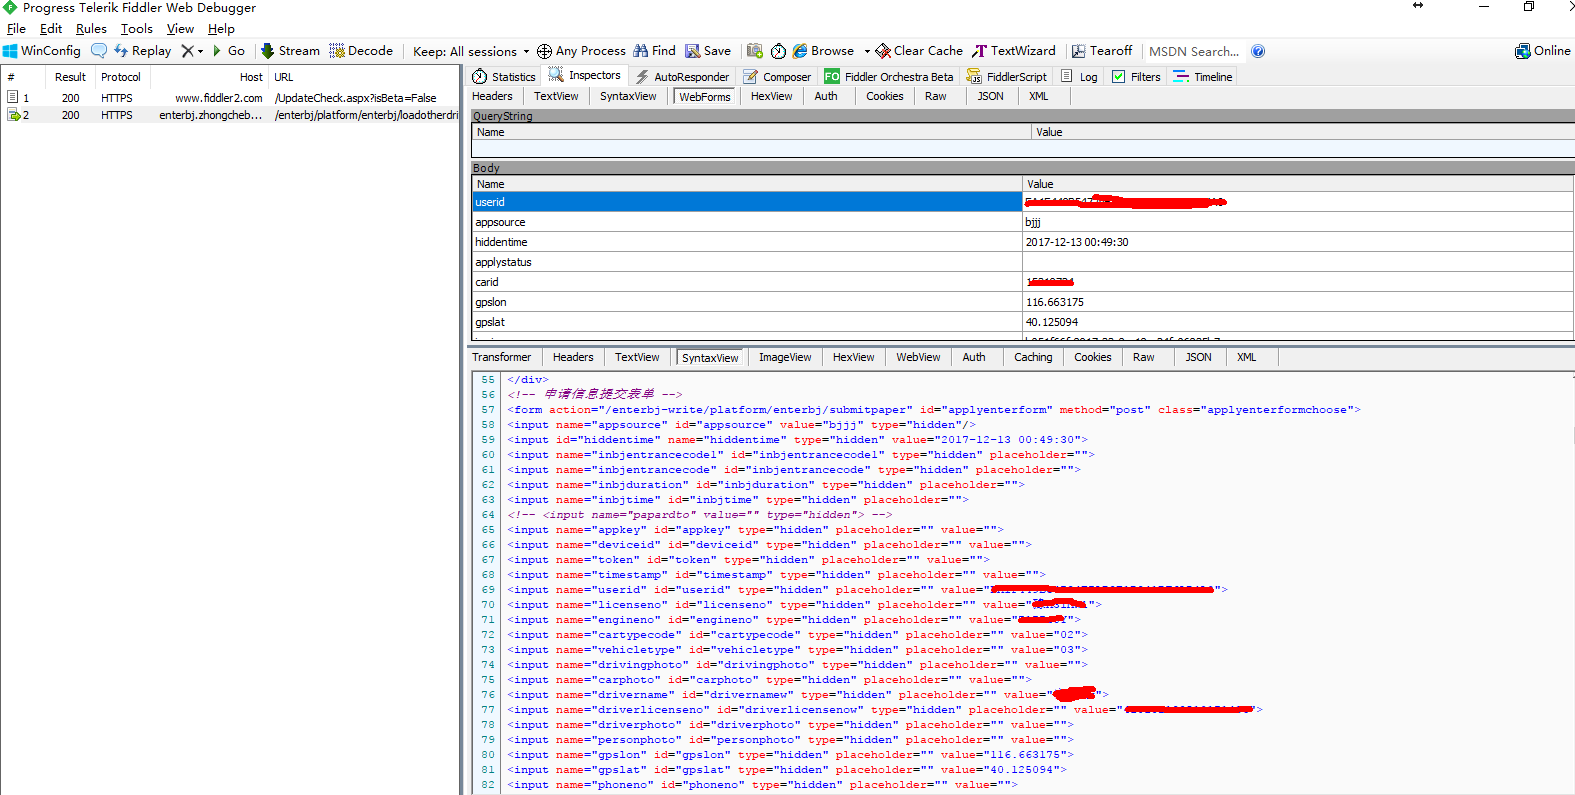 Progress Telerik Fiddler Web Debugger
File Edit Rules Tools View Help
WinConfig Replay Go Stream Decode Keep: All sessions Any Process Find Save Browse Clear Cache TextWizard Tearoff MSDN Search... Online
# Result Protocol Host URL
1 200 HTTPS www.fiddler2.com /UpdateCheck.aspx?isBeta=False
2 200 HTTPS enterbj.zhongcheb... /enterbj/platform/enterbj/loadotherdri
Statistics Inspectors AutoResponder Composer FO Fiddler Orchestra Beta FiddlerScript Log Filters Timeline
Headers TextView SyntaxView WebForms HexView Auth Cookies Raw JSON XML
QueryString
Name Value
Body
Name Value
userid
appsource bjjj
hiddentime 2017-12-13 00:49:30
applystatus
carid
gpslon 116.663175
gpslat 40.125094
Transformer Headers TextView SyntaxView ImageView HexView WebView Auth Caching Cookies Raw JSON XML
55 </div>
56 <!-- 申请信息提交表单 -->
57 <form action="/enterbj-write/platform/enterbj/submitpaper" id="applyenterform" method="post" class="applyenterformchoose">
58 <input name="appsource" id="appsource" value="bjjj" type="hidden"/>
59 <input id="hiddentime" name="hiddentime" type="hidden" value="2017-12-13 00:49:30">
60 <input name="inbjentrancecode1" id="inbjentrancecode1" type="hidden" placeholder="">
61 <input name="inbjentrancecode" id="inbjentrancecode" type="hidden" placeholder="">
62 <input name="inbjduration" id="inbjduration" type="hidden" placeholder="">
63 <input name="inbjtime" id="inbjtime" type="hidden" placeholder="">
64 <!-- <input name="papardto" value="" type="hidden"> -->
65 <input name="appkey" id="appkey" type="hidden" placeholder="" value="">
66 <input name="deviceid" id="deviceid" type="hidden" placeholder="" value="">
67 <input name="token" id="token" type="hidden" placeholder="" value="">
68 <input name="timestamp" id="timestamp" type="hidden" placeholder="" value="">
69 <input name="userid" id="userid" type="hidden" placeholder="" value="">
70 <input name="licenseno" id="licenseno" type="hidden" placeholder="" value="">
71 <input name="engineno" id="engineno" type="hidden" placeholder="" value="">
72 <input name="cartypecode" id="cartypecode" type="hidden" placeholder="" value="02">
73 <input name="vehicletype" id="vehicletype" type="hidden" placeholder="" value="03">
74 <input name="drivingphoto" id="drivingphoto" type="hidden" placeholder="" value="">
75 <input name="carphoto" id="carphoto" type="hidden" placeholder="" value="">
76 <input name="drivername" id="drivernamew" type="hidden" placeholder="" value="">
77 <input name="driverlicenseno" id="driverlicensenow" type="hidden" placeholder="" value="">
78 <input name="driverphoto" id="driverphoto" type="hidden" placeholder="" value="">
79 <input name="personphoto" id="personphoto" type="hidden" placeholder="" value="">
80 <input name="gpslon" id="gpslon" type="hidden" placeholder="" value="116.663175">
81 <input name="gpslat" id="gpslat" type="hidden" placeholder="" value="40.125094">
82 <input name="phoneno" id="phoneno" type="hidden" placeholder="" value="">